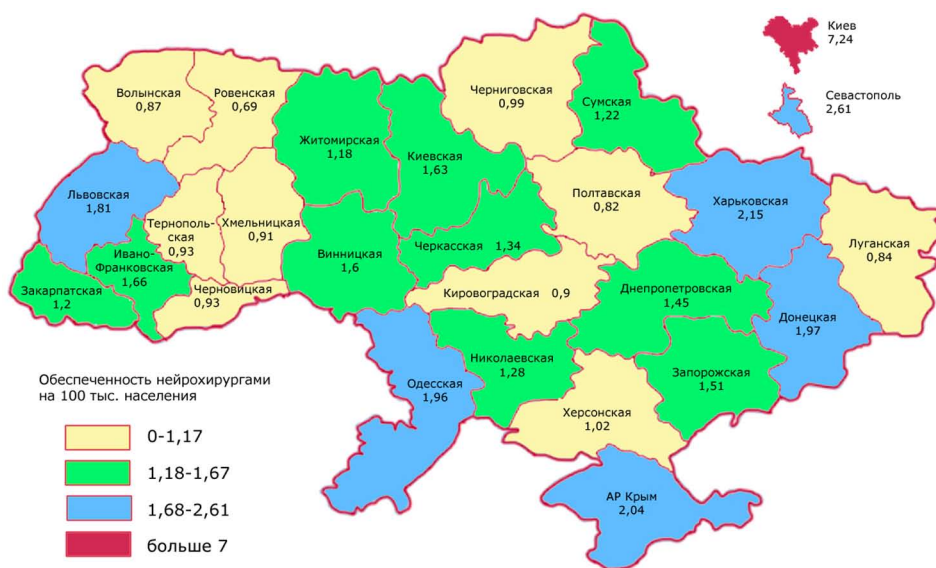 Киев
7,24
Севастополь
2,61
Волынская
0,87
Ровенская
0,69
Черниговская
0,99
Сумская
1,22
Житомирская
1,18
Киевская
1,63
Львовская
1,81
Тернополь-
ская
0,93
Хмельницкая
0,91
Полтавская
0,82
Харьковская
2,15
Луганская
0,84
Ивано-
Франковская
1,66
Винницкая
1,6
Черкасская 1,34
Закарпатская
1,2
Черновицкая
0,93
Кировоградская 0,9
Днепропетровская
1,45
Донецкая
1,97
Одесская
1,96
Николаевская
1,28
Запорожская
1,51
Херсонская
1,02
АР Крым
2,04
Обеспеченность нейрохирургами
на 100 тыс. населения
0-1,17
1,18-1,67
1,68-2,61
больше 7